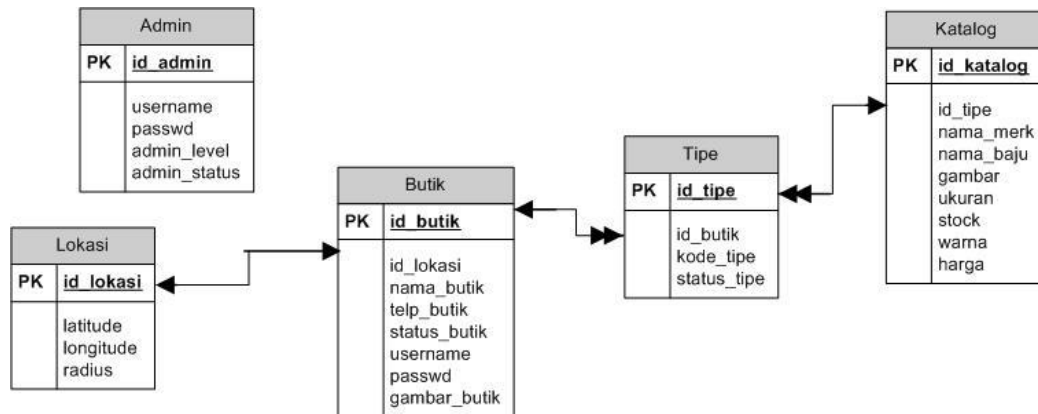 Admin
PK id_admin
username
passwd
admin_level
admin_status
Lokasi
PK id_lokasi
latitude
longitude
radius
Butik
PK id_butik
id_lokasi
nama_butik
telp_butik
status_butik
username
passwd
gambar_butik
Tipe
PK id_tipe
id_butik
kode_tipe
status_tipe
Katalog
PK id_katalog
id_tipe
nama_merk
nama_baju
gambar
ukuran
stock
warna
harga